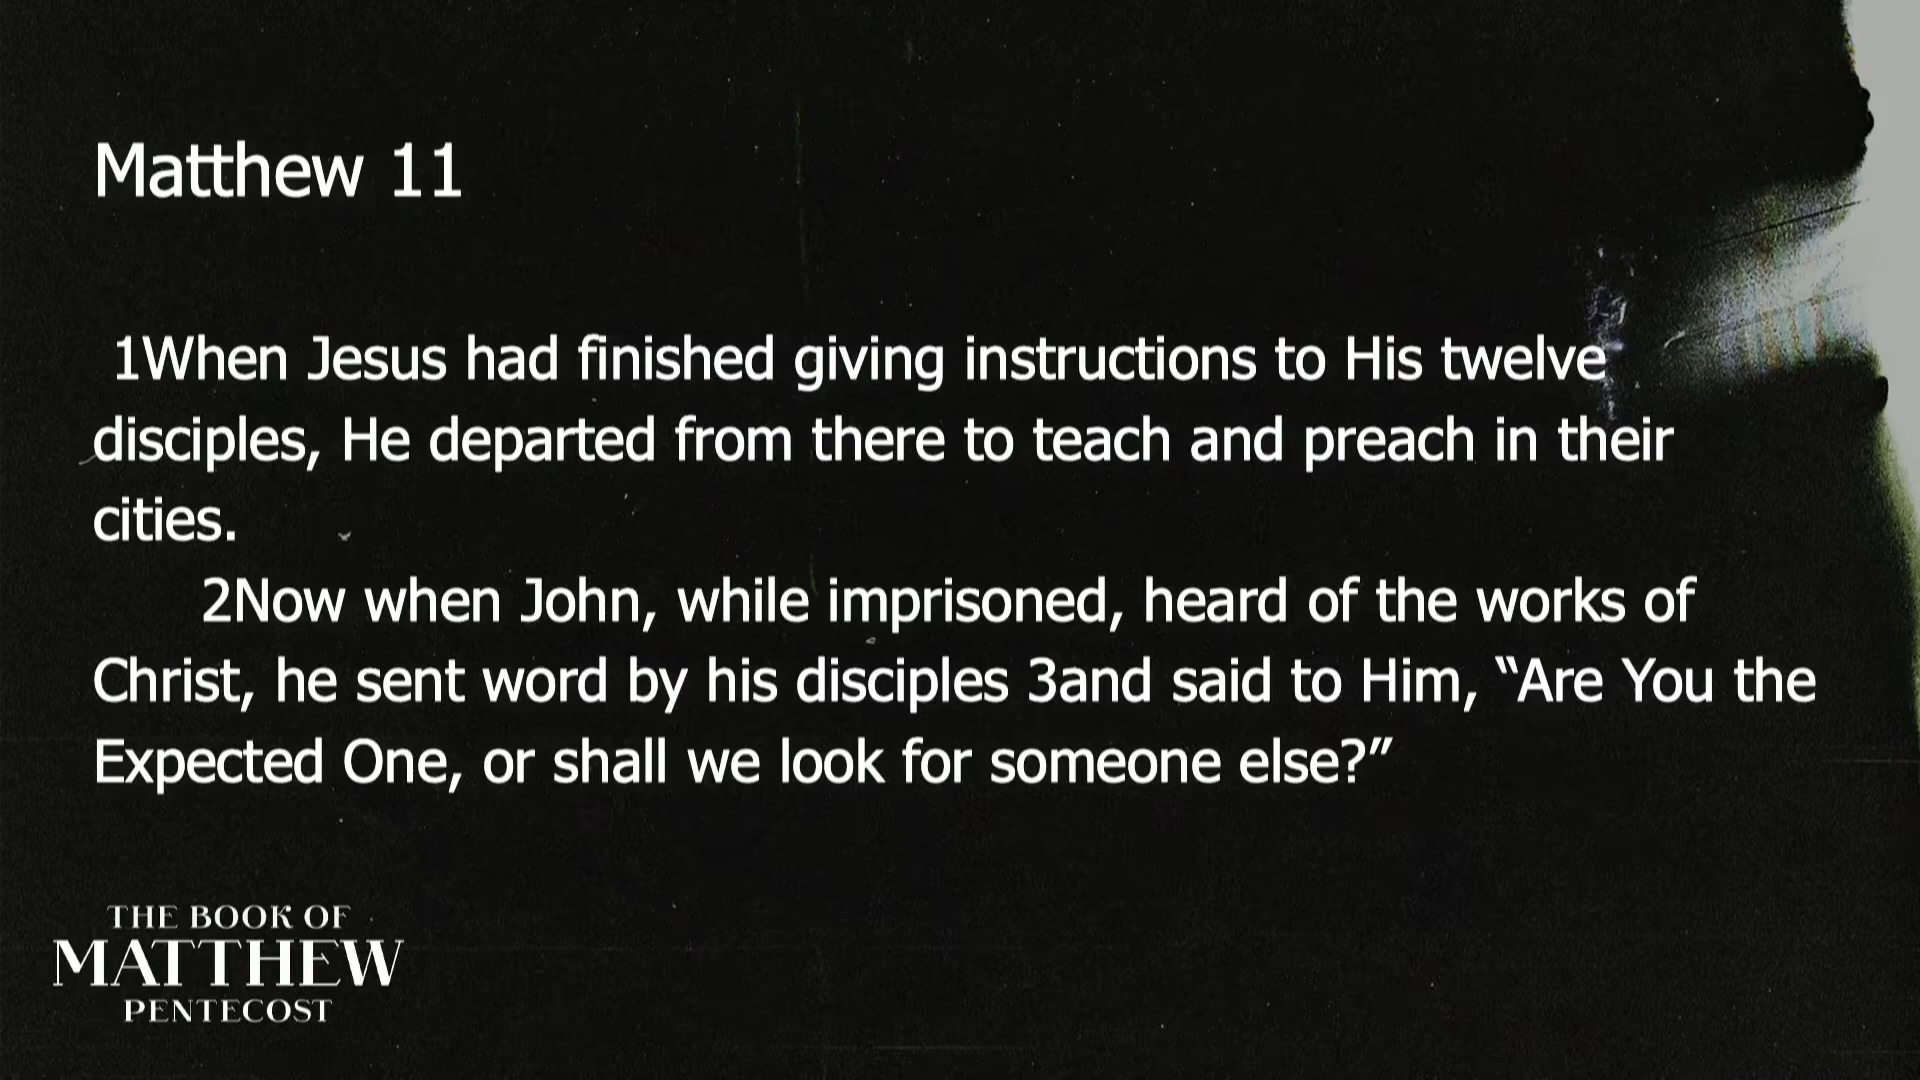 Matthew 11
1When Jesus had finished giving instructions to His twelve
disciples, He departed from there to teach and preach in their
cities.
2Now when John, while imprisoned, heard of the works of
Christ, he sent word by his disciples 3and said to Him, “Are You the
Expected One, or shall we look for someone else?”
THE BOOK OF
MATTHEW
PENTECOST